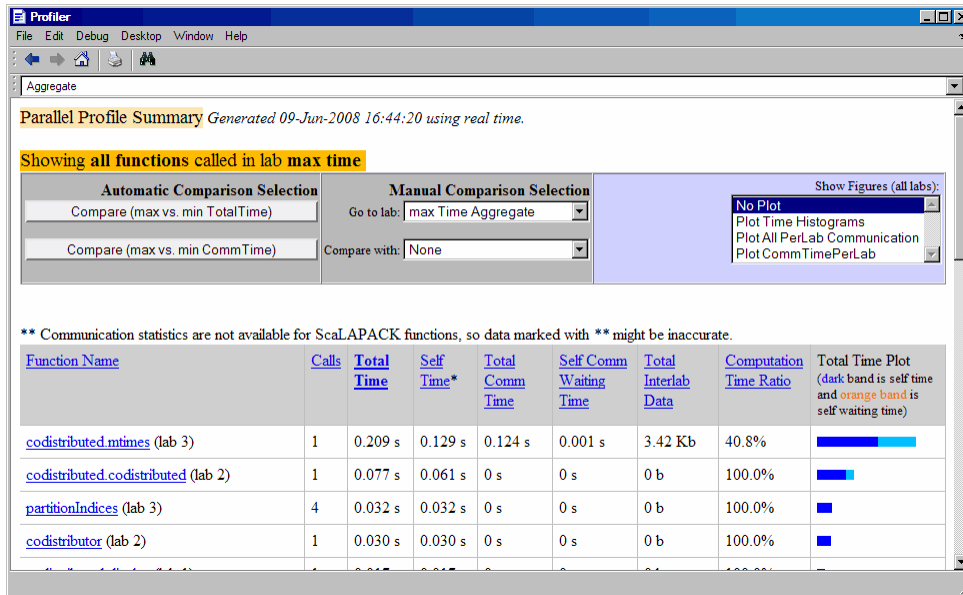 Profiler
File Edit Debug Desktop Window Help
Aggregate
Parallel Profile Summary Generated 09-Jun-2008 16:44:20 using real time.
Showing all functions called in lab max time
Automatic Comparison Selection
Compare (max vs. min TotalTime)
Compare (max vs. min CommTime)
Manual Comparison Selection
Go to lab: max Time Aggregate
Compare with: None
Show Figures (all labs):
No Plot
Plot Time Histograms
Plot All PerLab Communication
Plot CommTimePerLab
** Communication statistics are not available for ScaLAPACK functions, so data marked with ** might be inaccurate.
Function Name Calls Total Self Total Self Comm Total Computation Total Time Plot
Time Time* Comm Waiting Interlab Time Ratio (dark band is self time
Time Time Data and orange band is
self waiting time)
codistributed.mtimes (lab 3) 1 0.209 s 0.129 s 0.124 s 0.001 s 3.42 Kb 40.8%
codistributed.codistributed (lab 2) 1 0.077 s 0.061 s 0 s 0 s 0 b 100.0%
partitionIndices (lab 3) 4 0.032 s 0.032 s 0 s 0 s 0 b 100.0%
codistributor (lab 2) 1 0.030 s 0.030 s 0 s 0 s 0 b 100.0%